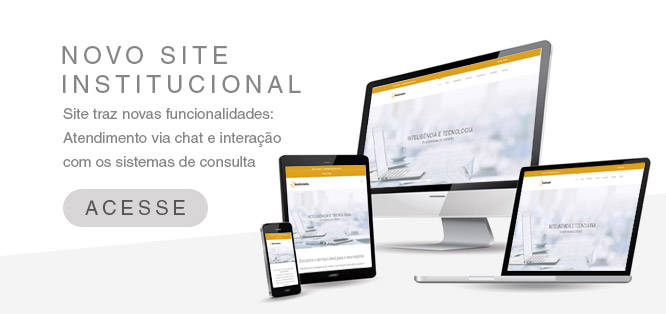 NOVO SITE
INSTITUCIONAL
Site traz novas funcionalidades:
Atendimento via chat e interação
com os sistemas de consulta
ACESSE
INTELIGÊNCIA E TECNOLOGIA
INTELIGÊNCIA E TECNOLOGIA
INTELIGÊNCIA E TECNOLOGIA